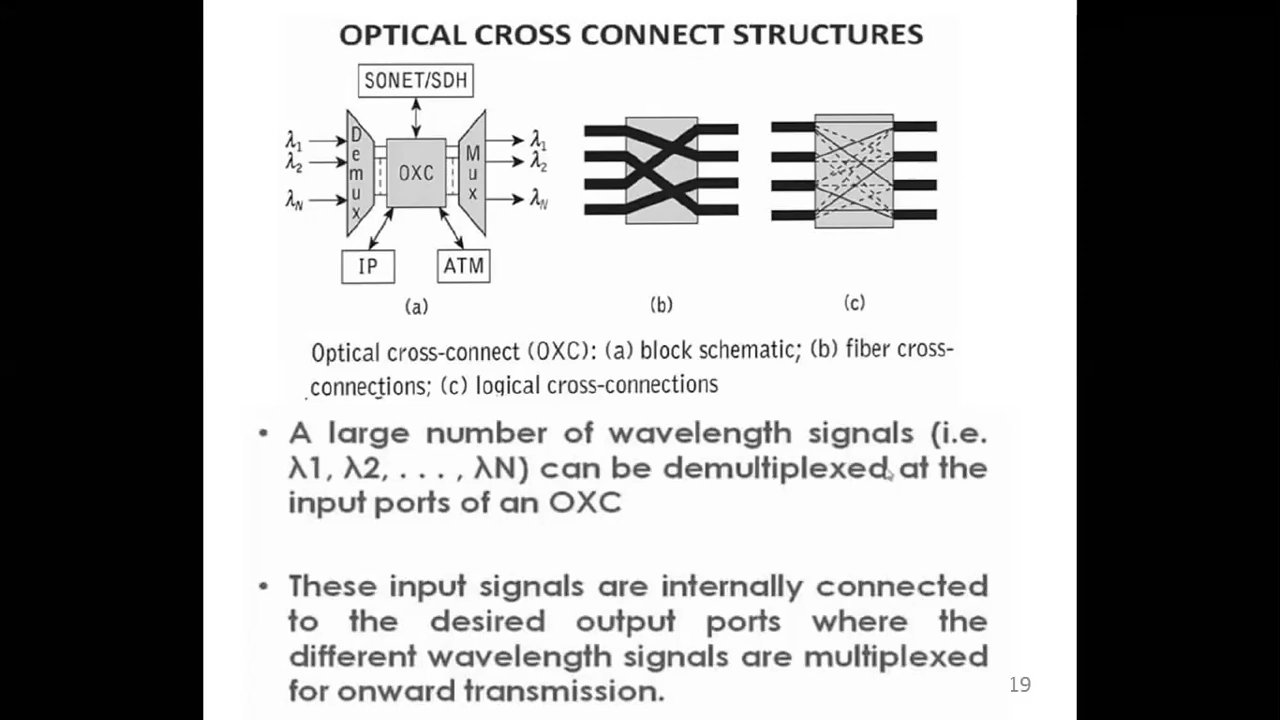 OPTICAL CROSS CONNECT STRUCTURES
SONET/SDH
λ1
λ2
λN
Demux
OXC
Mux
λ1
λ2
λN
IP
ATM
(a)
(b)
(c)
Optical cross-connect (OXC): (a) block schematic; (b) fiber cross-
connections; (c) logical cross-connections
• A large number of wavelength signals (i.e.
λ1, λ2, . . . , λN) can be demultiplexed at the
input ports of an OXC
• These input signals are internally connected
to the desired output ports where the
different wavelength signals are multiplexed
for onward transmission.
19